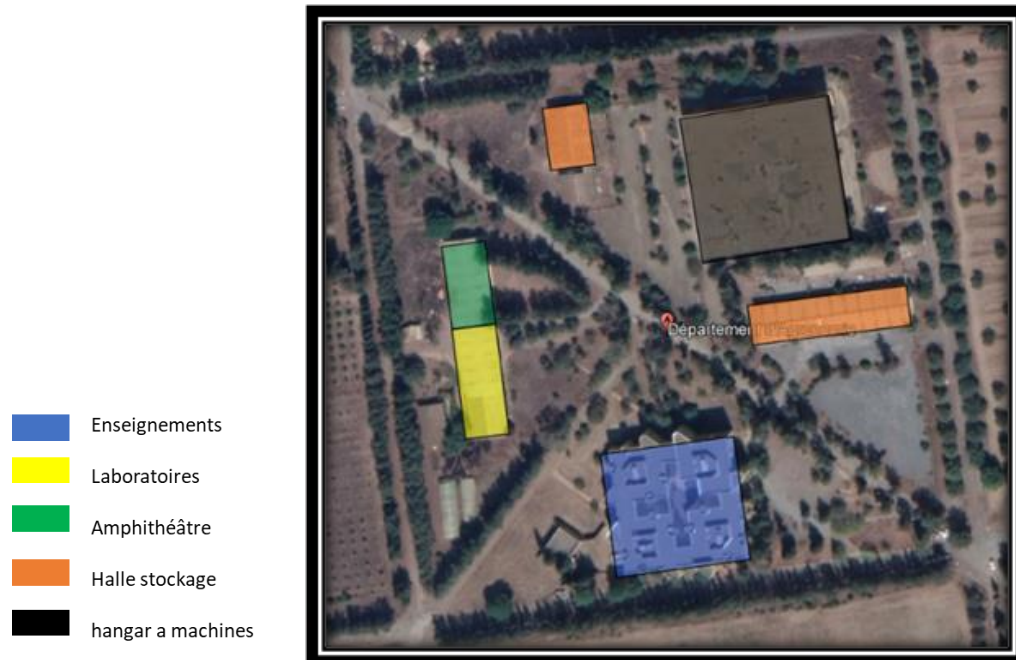 Enseignements
Laboratoires
Amphithéâtre
Halle stockage
hangar a machines
Département